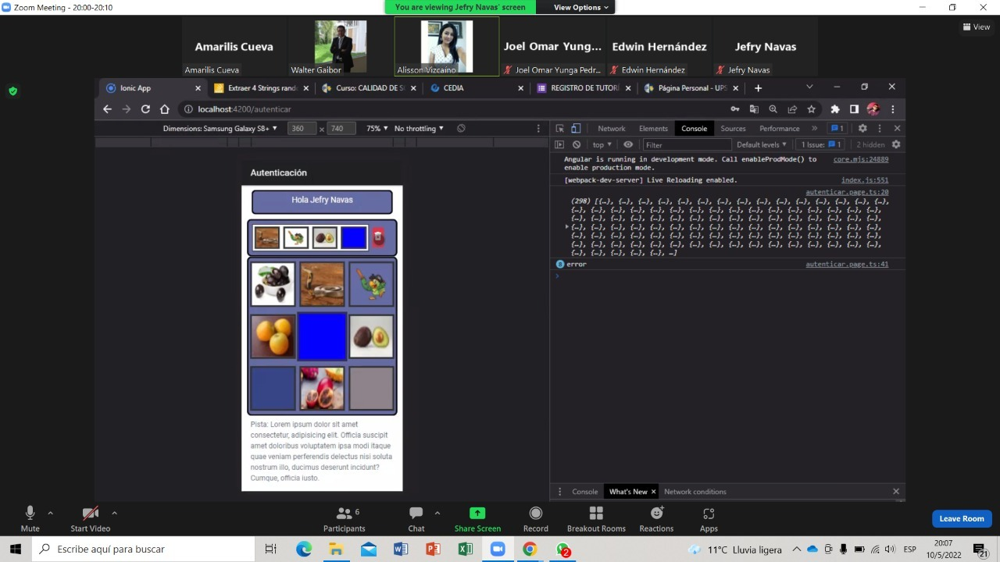 Zoom Meeting - 20:00-20:10
You are viewing Jefry Navas' screen
View Options
View
Amarilis Cueva
Joel Omar Yung...
Edwin Hernández
Jefry Navas
Amarilis Cueva
Walter Gaibor
Alisson Vizcaíno
Joel Omar Yunga Pedr...
Edwin Hernández
Jefry Navas
Ionic App
Extraer 4 Strings rand
Curso: CALIDAD DE S
CEDIA
REGISTRO DE TUTORÍ
Página Personal - UPS
localhost:4200/autenticar
Dimensions: Samsung Galaxy S8+
360
x
740
75%
No throttling
Network
Elements
Console
Sources
Performance
1
top
Filter
Default levels
1 Issue:
1
2 hidden
Angular is running in development mode. Call enableProdMode() to
core.mjs:24889
enable production mode.
[webpack-dev-server] Live Reloading enabled.
index.js:551
autenticar.page.ts:20
(298) [{…}, {…}, {…}, {…}, {…}, {…}, {…}, {…}, {…}, {…}, {…}, {…}, {…}, {…},
{…}, {…}, {…}, {…}, {…}, {…}, {…}, {…}, {…}, {…}, {…}, {…}, {…}, {…}, {…}, {…},
{…}, {…}, {…}, {…}, {…}, {…}, {…}, {…}, {…}, {…}, {…}, {…}, {…}, {…}, {…}, {…},
{…}, {…}, {…}, {…}, {…}, {…}, {…}, {…}, {…}, {…}, {…}, {…}, {…}, {…}, {…}, {…},
{…}, {…}, {…}, {…}, {…}, {…}, {…}, {…}, {…}, {…}, {…}, {…}, {…}, {…}, {…}, {…},
{…}, {…}, {…}, {…}, {…}, {…}, {…}, {…}, {…}, {…}, {…}, {…}, {…}, {…}, {…}, {…},
{…}, {…}, {…}, {…}, {…}, …]
8
error
autenticar.page.ts:41
Autenticación
Hola Jefry Navas
Pista: Lorem ipsum dolor sit amet
consectetur, adipisicing elit. Officia suscipit
amet doloribus voluptatem ipsa modi itaque
quae veniam perferendis delectus nisi soluta
nostrum illo, ducimus deserunt incidunt?
Cumque, officia iusto.
Console
What's New
Network conditions
Mute
Start Video
Participants
6
Chat
Share Screen
Record
Breakout Rooms
Reactions
Apps
Leave Room
Escribe aquí para buscar
2
11°C Lluvia ligera
ESP
20:07
10/5/2022
21